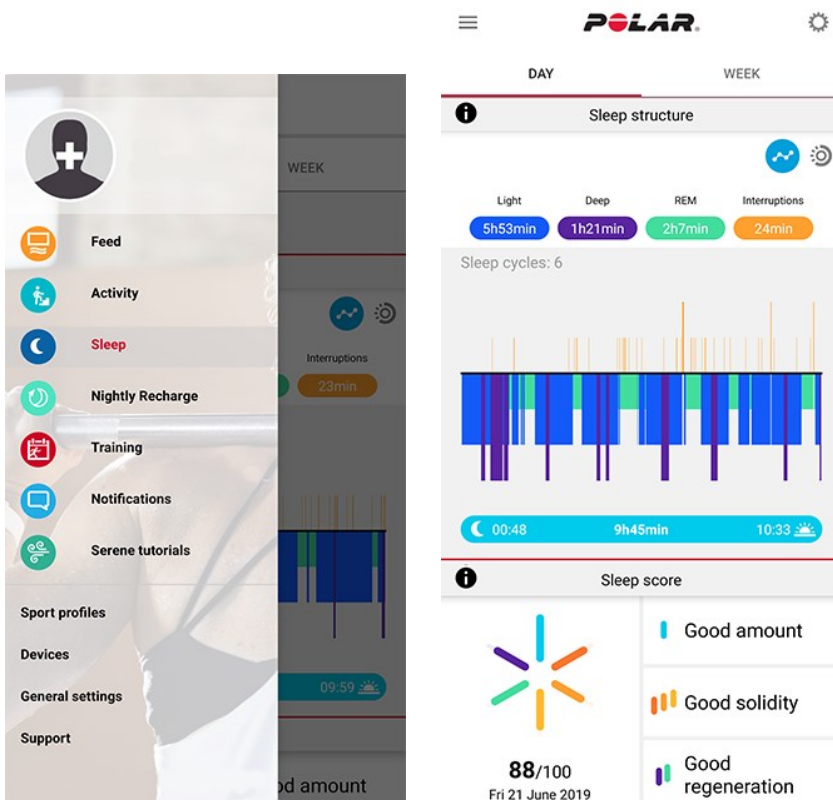 WEEK
Feed
Activity
Sleep
Nightly Recharge
Training
Notifications
Serene tutorials
Sport profiles
Devices
General settings
Support
Interruptions
23min
09:59
od amount
POLAR.
DAY WEEK
Sleep structure
Light Deep REM Interruptions
5h53min 1h21min 2h7min 24min
Sleep cycles: 6
00:48 9h45min 10:33
Sleep score
Good amount
Good solidity
Good
regeneration
88/100
Fri 21 June 2019